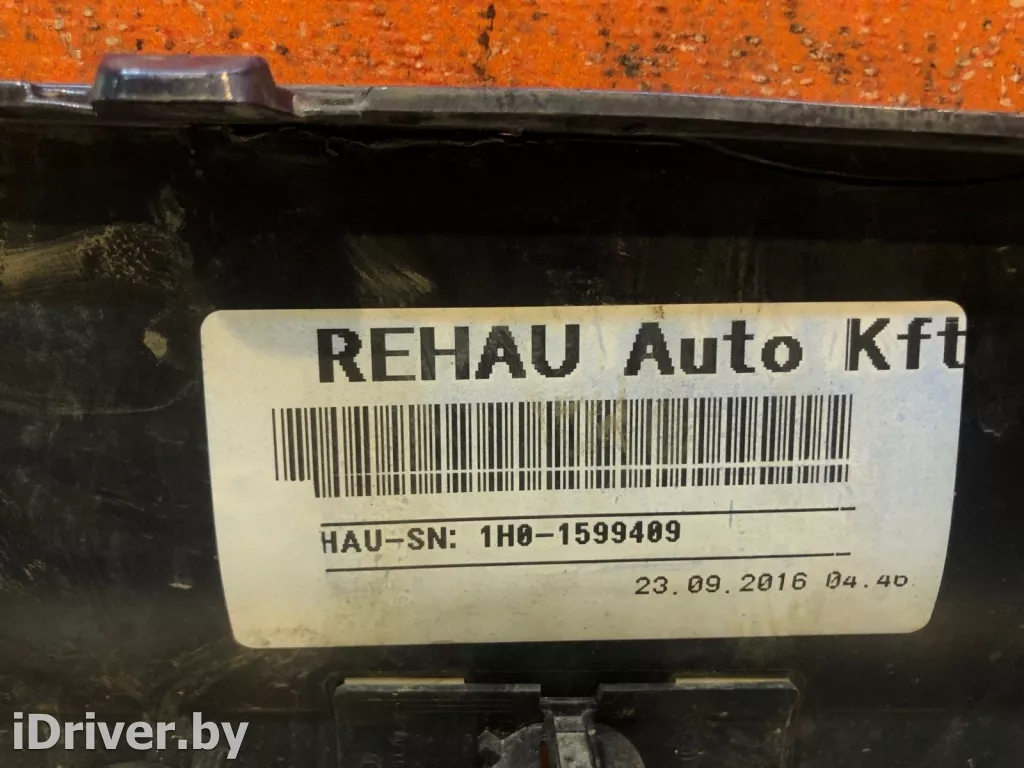 REHAU Auto Kft
HAU-SN: 1H0-1599409
23.09.2016 04.46
iDriver.by